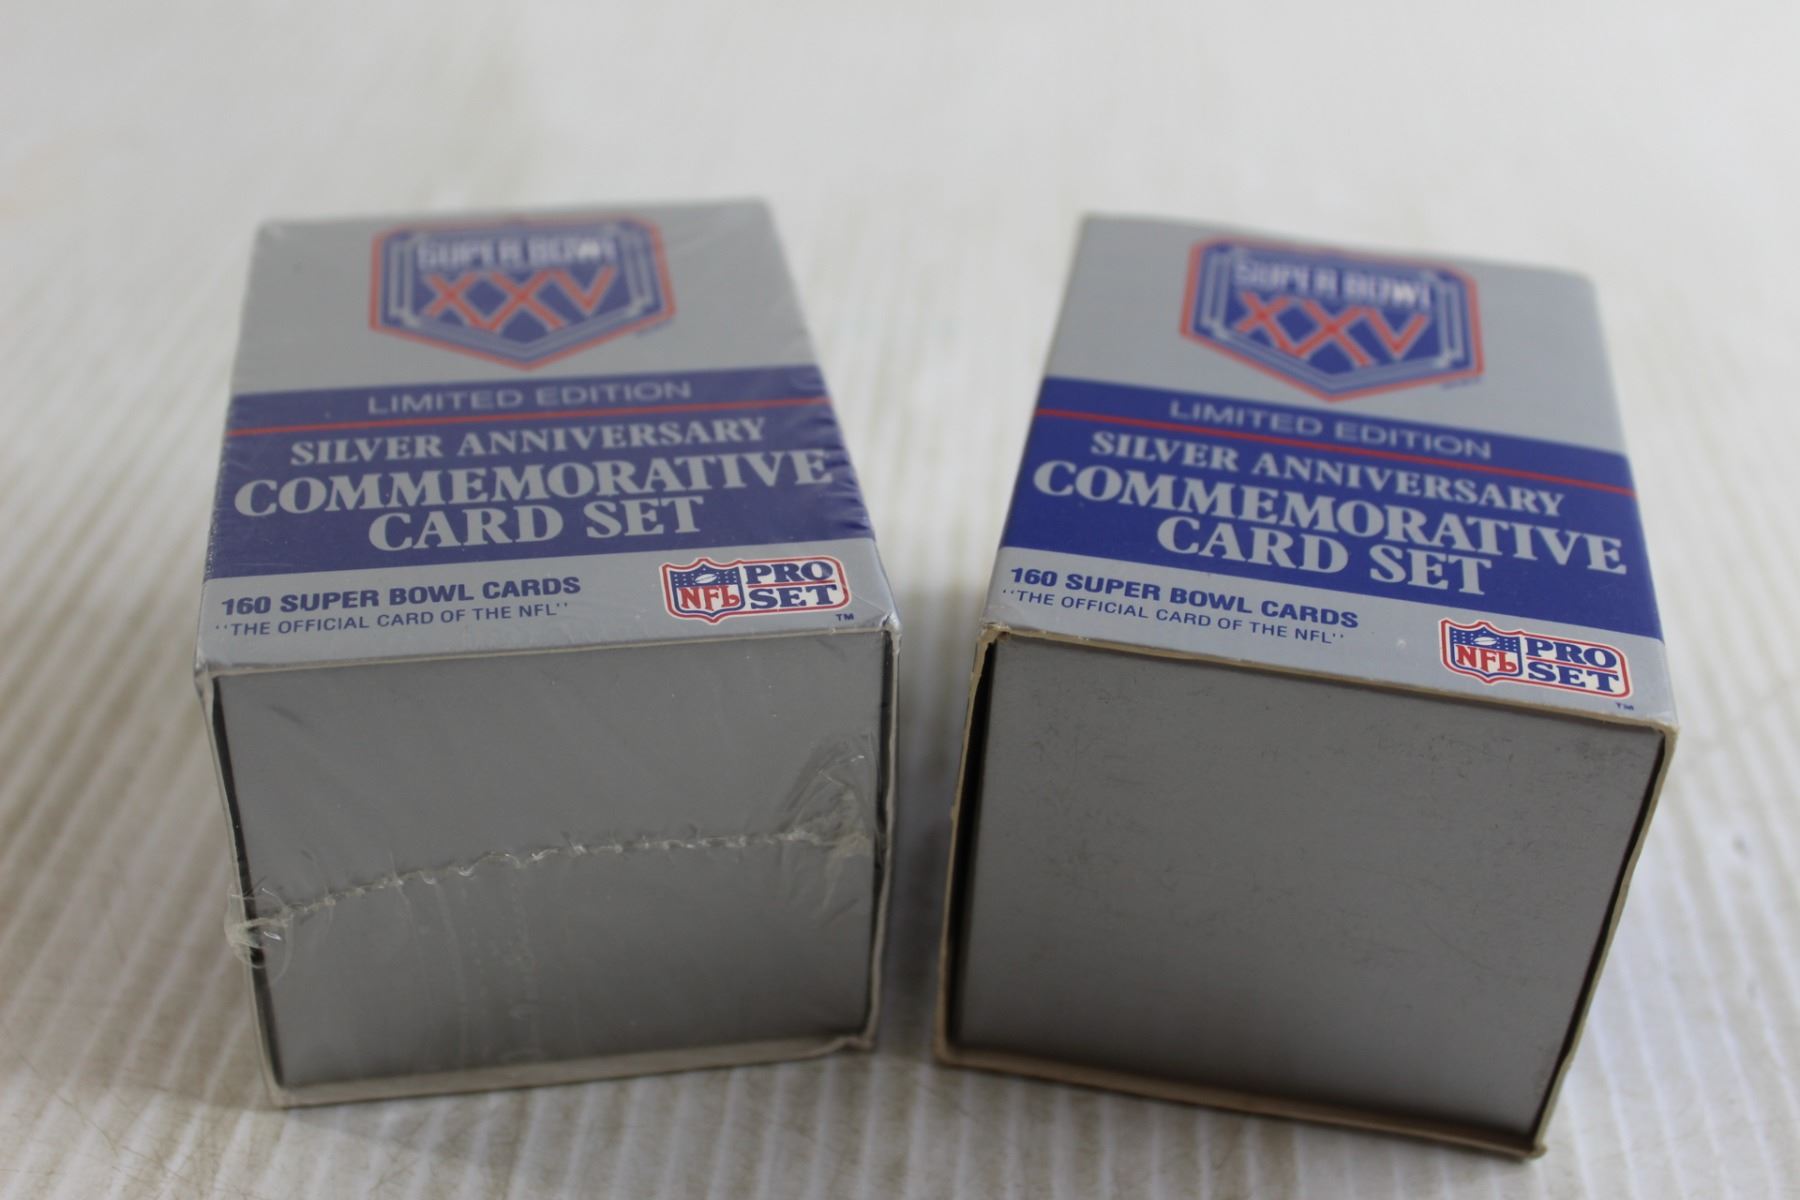 SUPER BOWL
XXV
LIMITED EDITION
SILVER ANNIVERSARY
COMMEMORATIVE
CARD SET
160 SUPER BOWL CARDS
''THE OFFICIAL CARD OF THE NFL''
NFL PRO
SET
TM
SUPER BOWL
XXV
LIMITED EDITION
SILVER ANNIVERSARY
COMMEMORATIVE
CARD SET
160 SUPER BOWL CARDS
''THE OFFICIAL CARD OF THE NFL''
NFL PRO
SET
TM